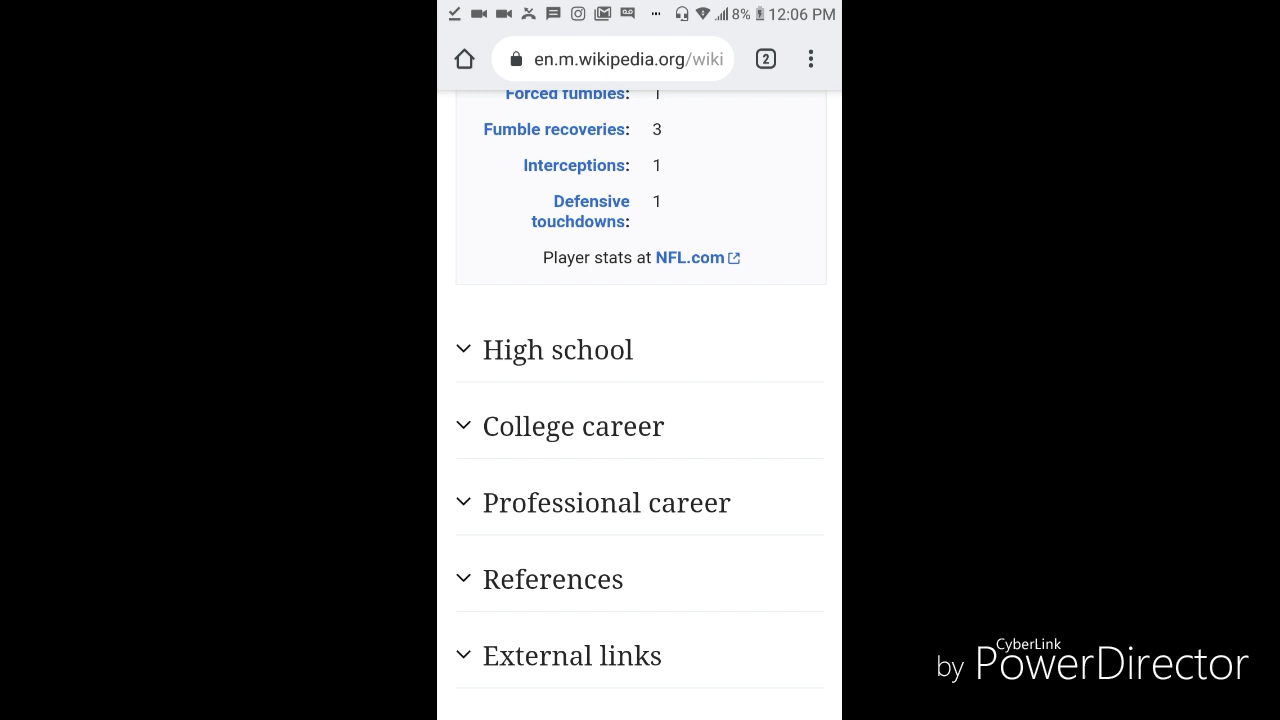 8% 12:06 PM
en.m.wikipedia.org/wiki 2
Forced fumbles: 1
Fumble recoveries: 3
Interceptions: 1
Defensive 1
touchdowns:
Player stats at NFL.com
High school
College career
Professional career
References
External links
CyberLink
by PowerDirector